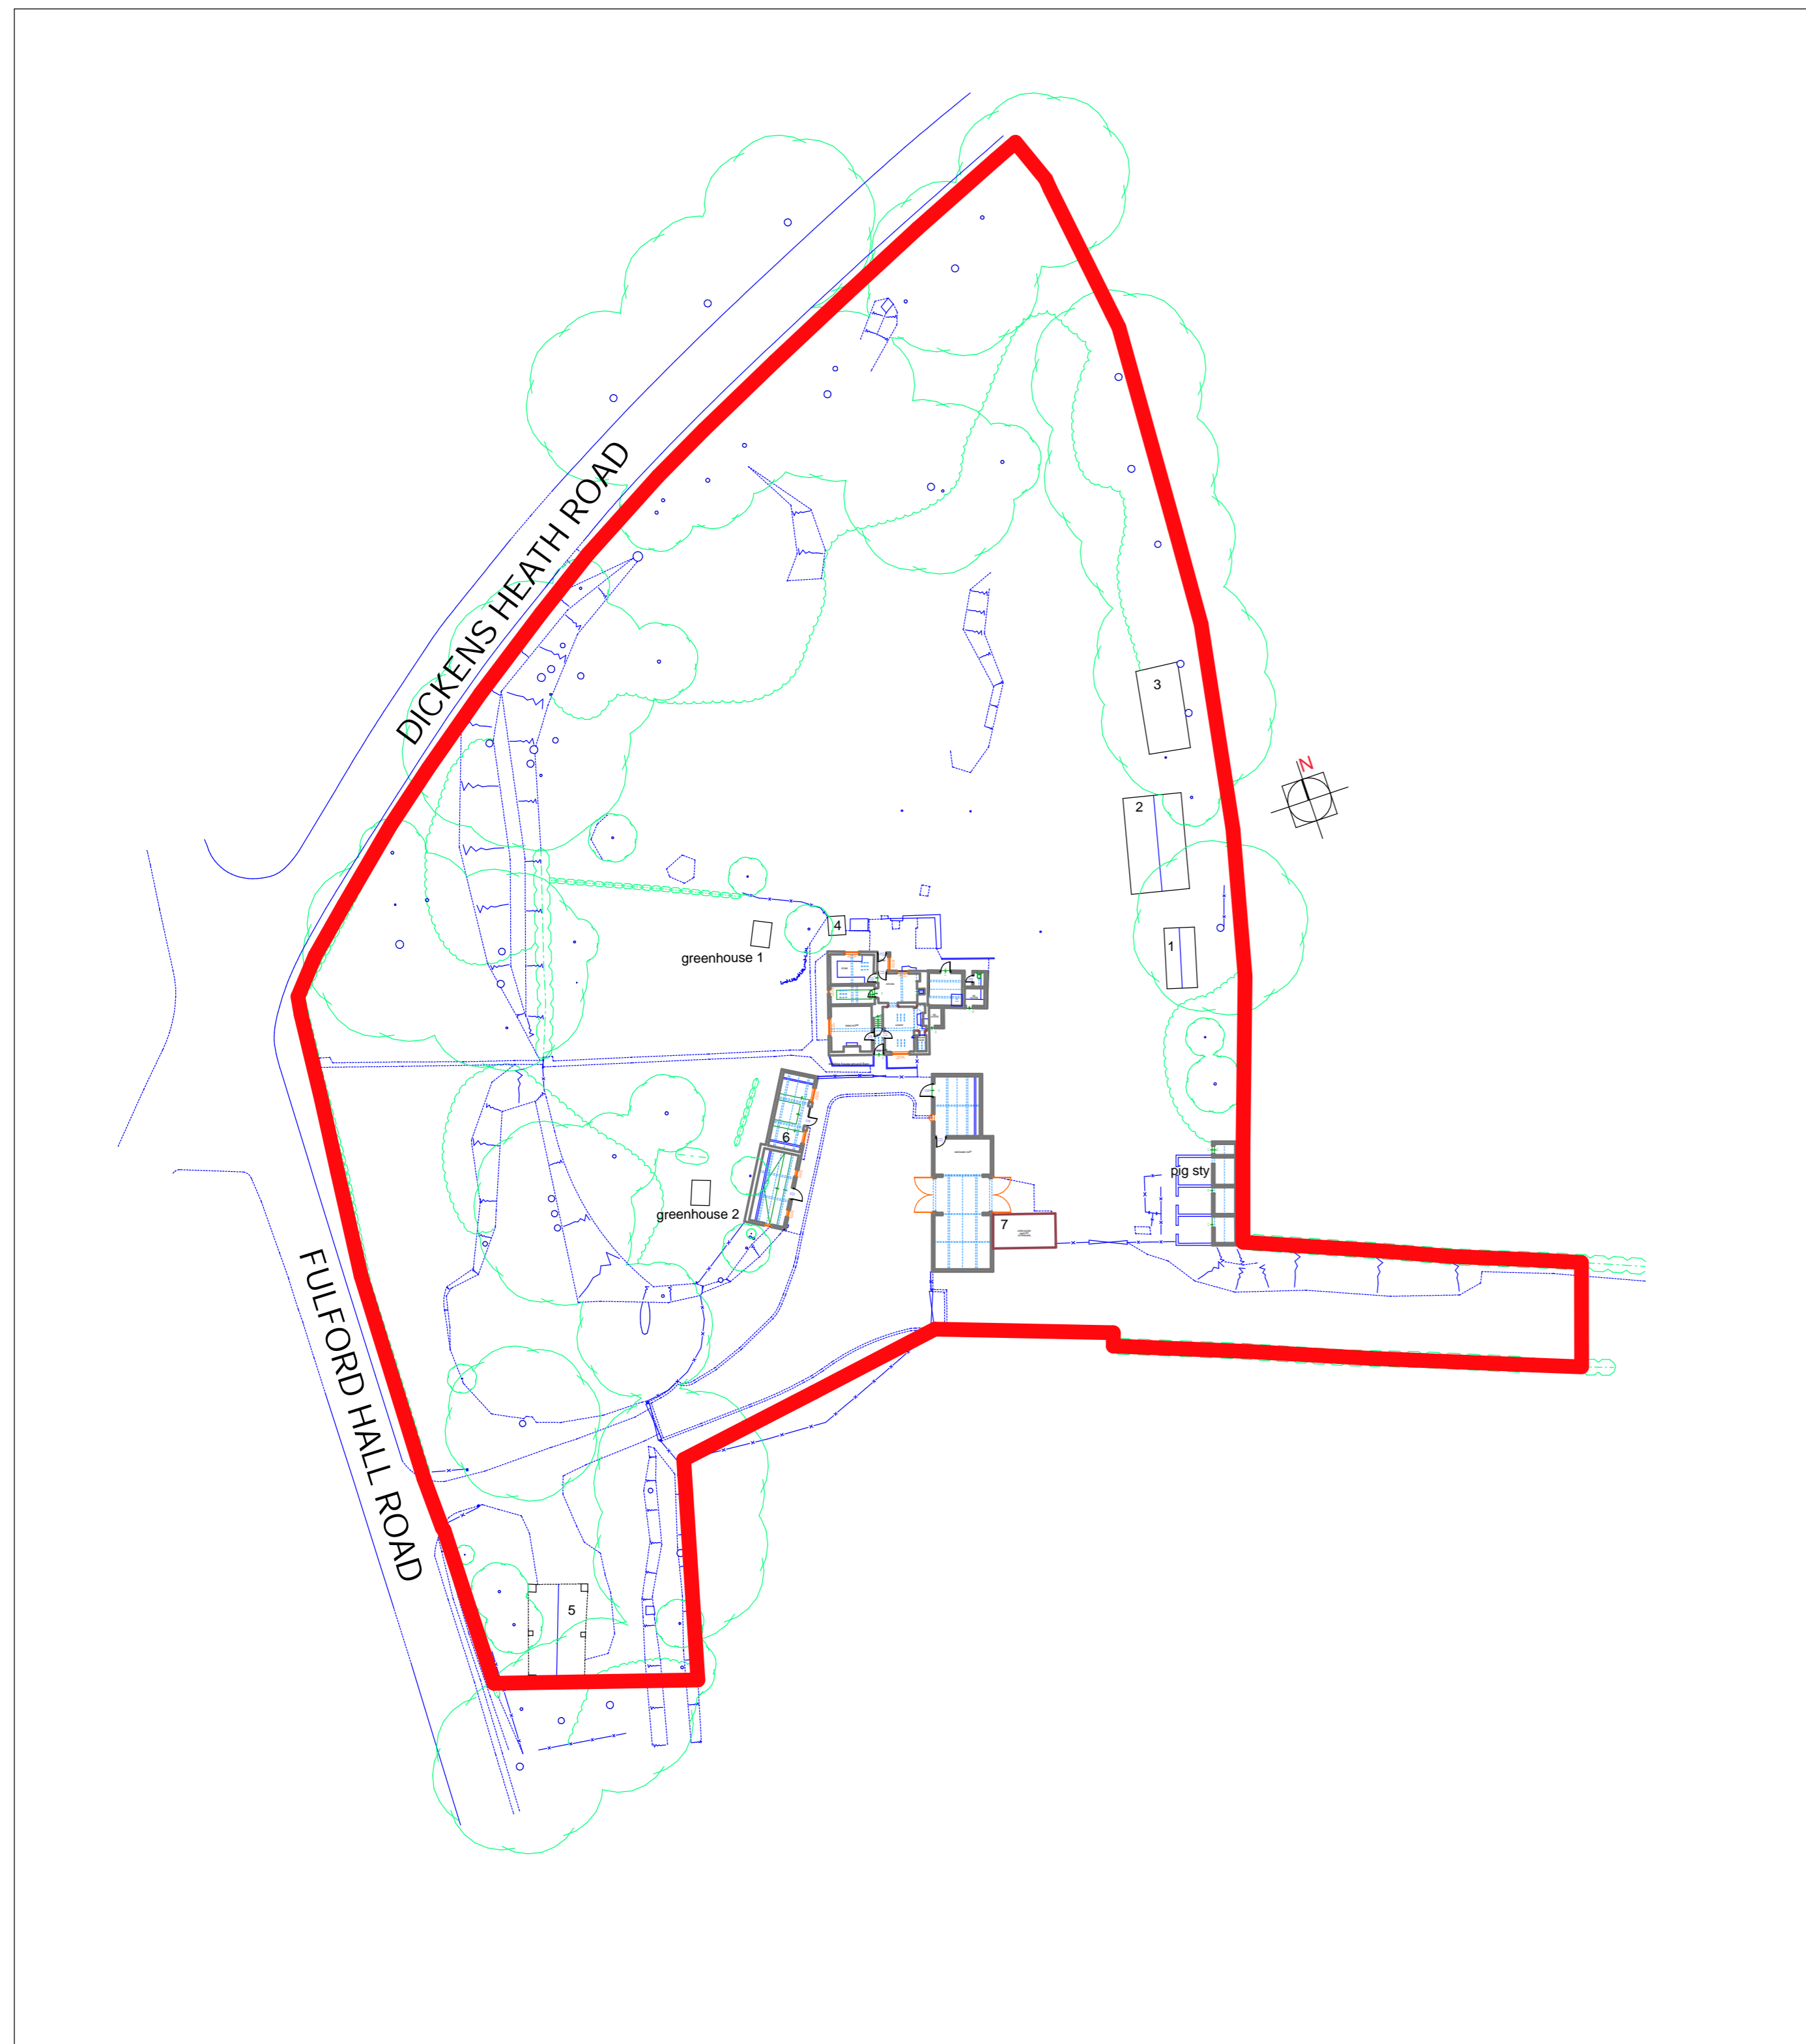 DICKENS HEATH ROAD
3
N
2
4
1
greenhouse 1
6
pig sty
greenhouse 2
7
FULFORD HALL ROAD
5